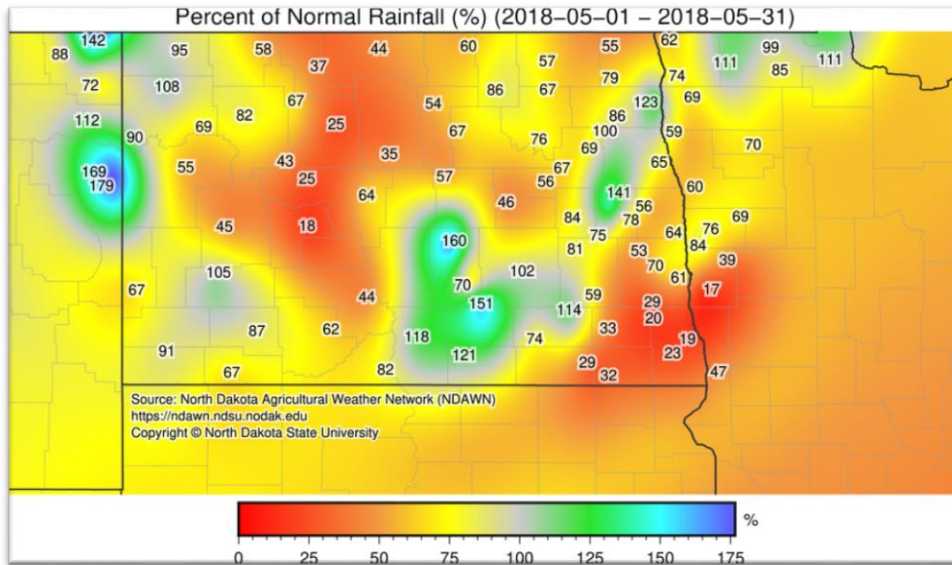 Percent of Normal Rainfall (%) (2018-05-01 – 2018-05-31)
142 62
88 95 58 44 60 55 99
37 57 111 85 111
72 108 86 67 79 74
67 54 123 69
112 82 86
90 69 25 67 76 100 59
69 70
43 35
169 55 25 57 67 65
179 56 60
64 46 141 56
45 18 84 78 69
160 75 64 76
81 53 84
105 102 70 39
67 70 61 17
44 151 114 59 29
20
87 62 118 74 33 19
91 121 23
67 82 29 32 47
Source: North Dakota Agricultural Weather Network (NDAWN)
https://ndawn.ndsu.nodak.edu
Copyright © North Dakota State University
%
0 25 50 75 100 125 150 175